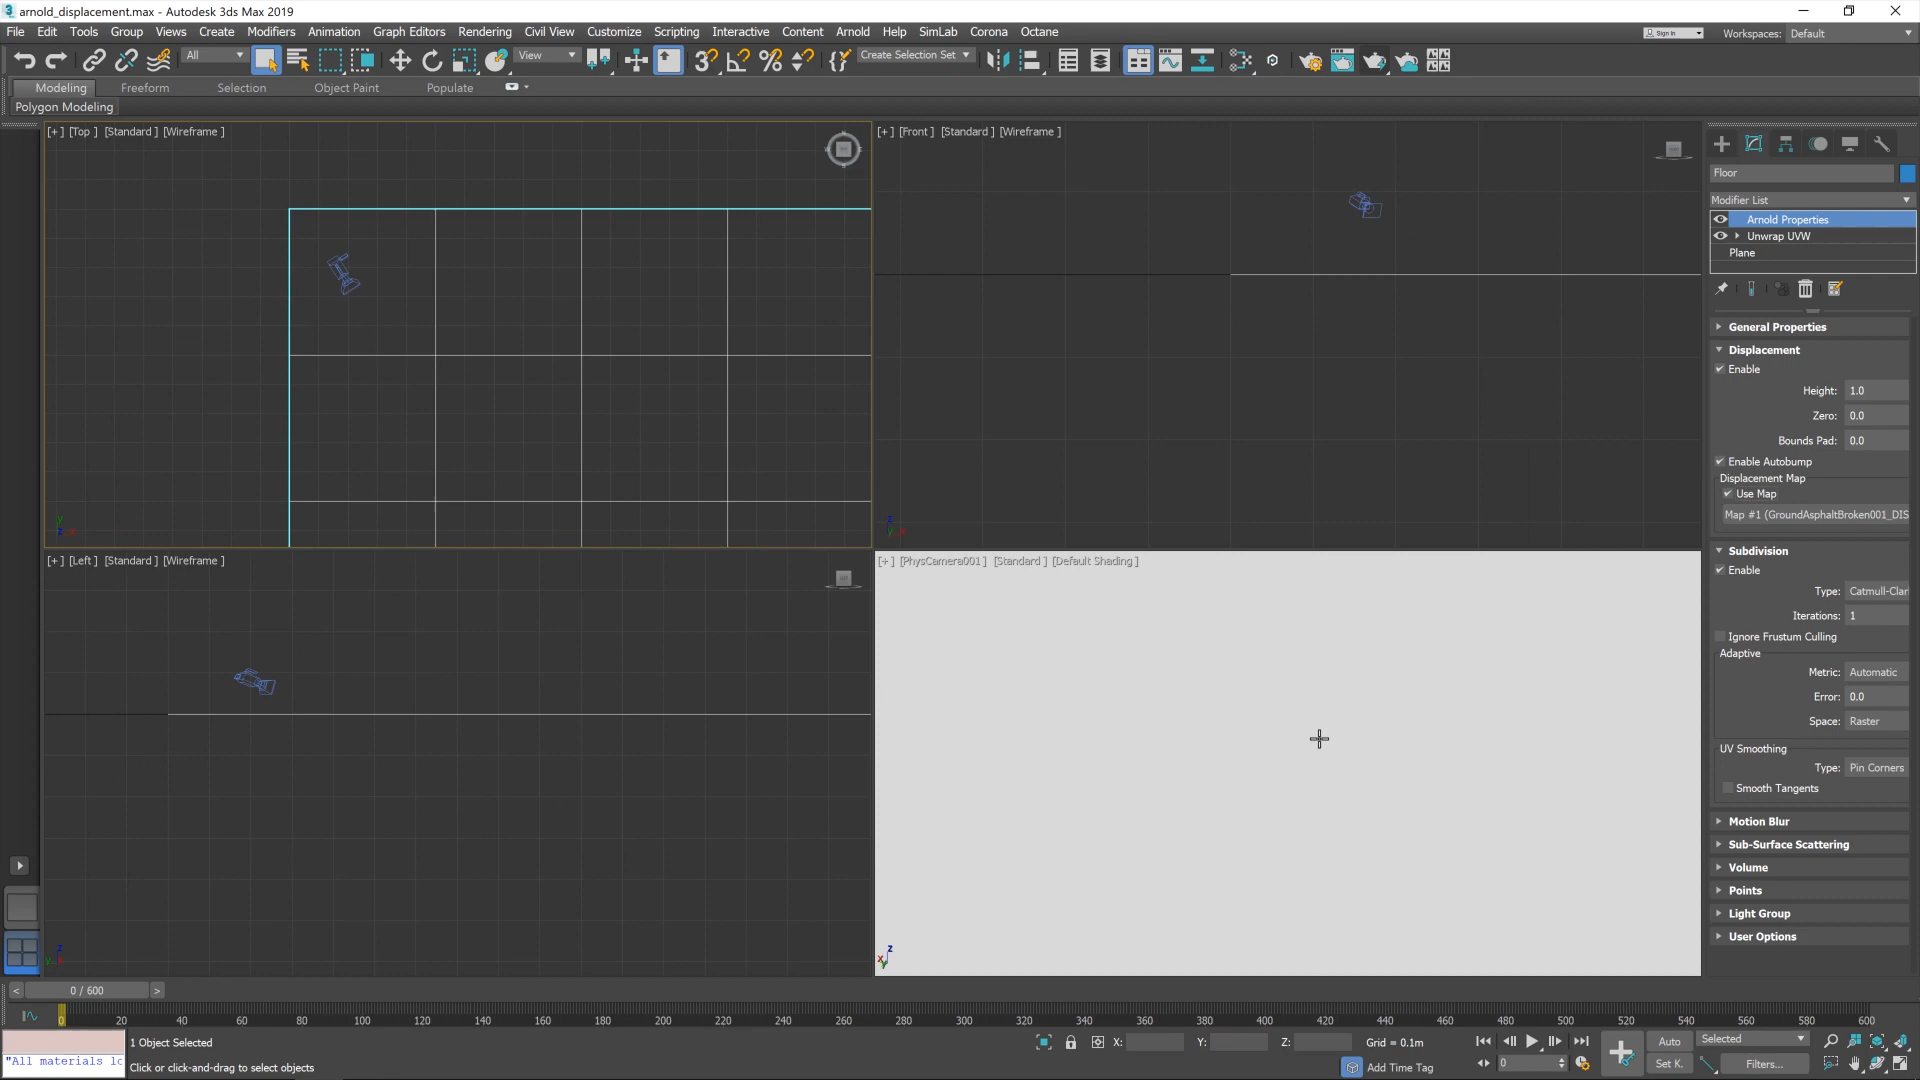 arnold_displacement.max - Autodesk 3ds Max 2019
File Edit Tools Group Views Create Modifiers Animation Graph Editors Rendering Civil View Customize Scripting Interactive Content Arnold Help SimLab Corona Octane
Sign In Workspaces: Default
All View Create Selection Set
Modeling Freeform Selection Object Paint Populate
Polygon Modeling
[+] [Top ] [Standard ] [Wireframe ]
[+] [Front ] [Standard ] [Wireframe ]
[+] [Left ] [Standard ] [Wireframe ]
[+] [PhysCamera001 ] [Standard ] [Default Shading ]
Floor
Modifier List
Arnold Properties
Unwrap UVW
Plane
General Properties
Displacement
Enable
Height: 1.0
Zero: 0.0
Bounds Pad: 0.0
Enable Autobump
Displacement Map
Use Map
Map #1 (GroundAsphaltBroken001_DIS
Subdivision
Enable
Type: Catmull-Clar
Iterations: 1
Ignore Frustum Culling
Adaptive
Metric: Automatic
Error: 0.0
Space: Raster
UV Smoothing
Type: Pin Corners
Smooth Tangents
Motion Blur
Sub-Surface Scattering
Volume
Points
Light Group
User Options
< 0 / 600 >
0 20 40 60 80 100 120 140 160 180 200 220 240 260 280 300 320 340 360 380 400 420 440 460 480 500 520 540 560 580 600
1 Object Selected
X: Y: Z: Grid = 0.1m
Auto Selected
"All materials lc
Click or click-and-drag to select objects
Add Time Tag
0
Set K. Filters...